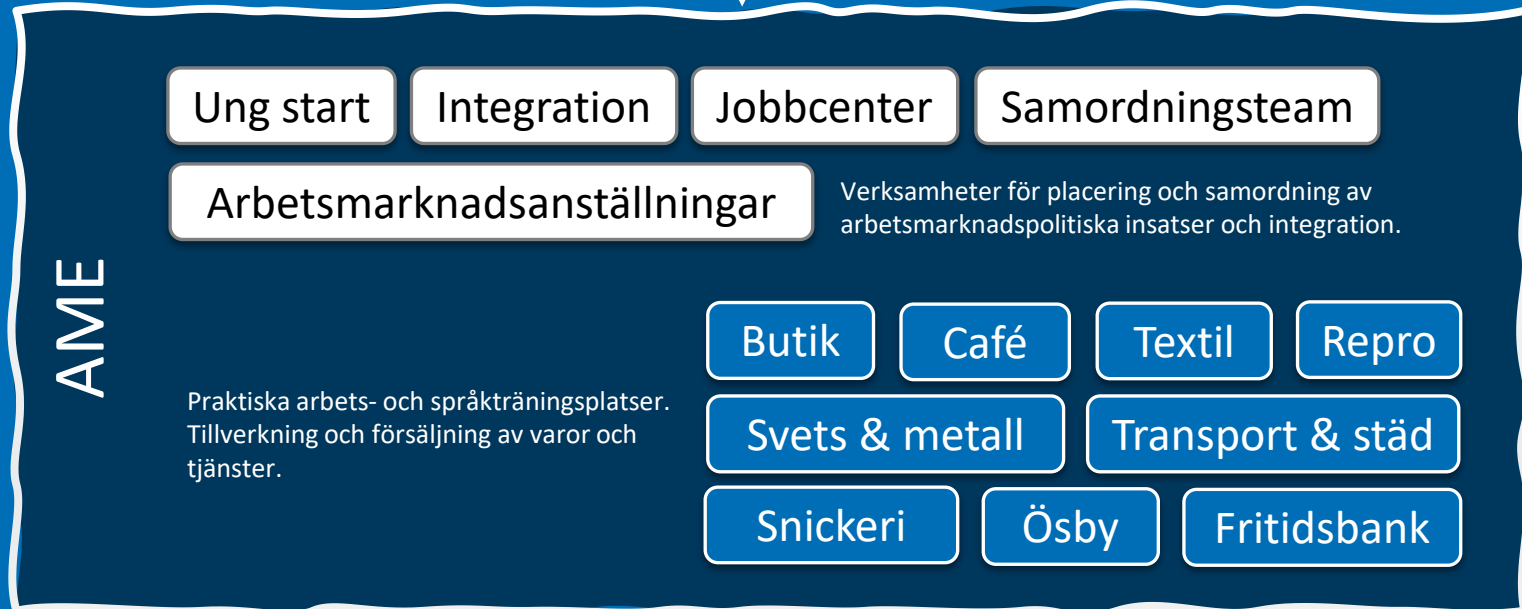 AME
Ung start
Integration
Jobbcenter
Samordningsteam
Arbetsmarknadsanställningar
Verksamheter för placering och samordning av
arbetsmarknadspolitiska insatser och integration.
Praktiska arbets- och språkträningsplatser.
Tillverkning och försäljning av varor och
tjänster.
Butik
Café
Textil
Repro
Svets & metall
Transport & städ
Snickeri
Ösby
Fritidsbank